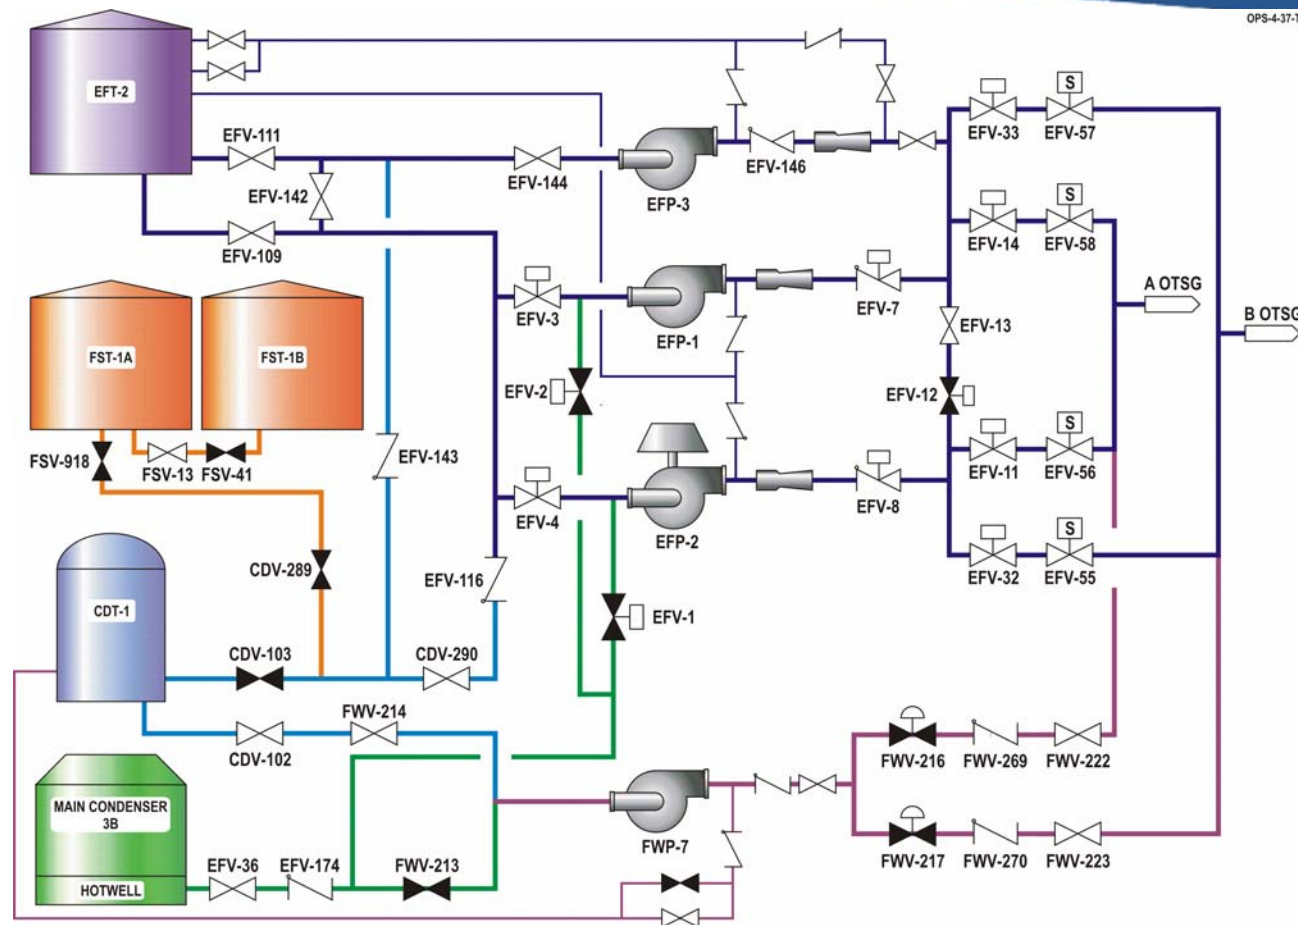 OPS-4-37-T
EFT-2
EFV-111
EFV-142
EFV-109
EFV-144
EFP-3
EFV-146
EFV-33
S
EFV-57
EFV-14
S
EFV-58
FST-1A
FST-1B
EFV-3
EFP-1
EFV-7
EFV-13
A OTSG
B OTSG
EFV-2
EFV-12
FSV-918
FSV-13
FSV-41
EFV-143
EFV-4
EFP-2
EFV-8
EFV-11
S
EFV-56
EFV-32
S
EFV-55
CDV-289
EFV-116
CDT-1
EFV-1
CDV-103
CDV-290
CDV-102
FWV-214
MAIN CONDENSER
3B
HOTWELL
EFV-36
EFV-174
FWV-213
FWP-7
FWV-216
FWV-269
FWV-222
FWV-217
FWV-270
FWV-223